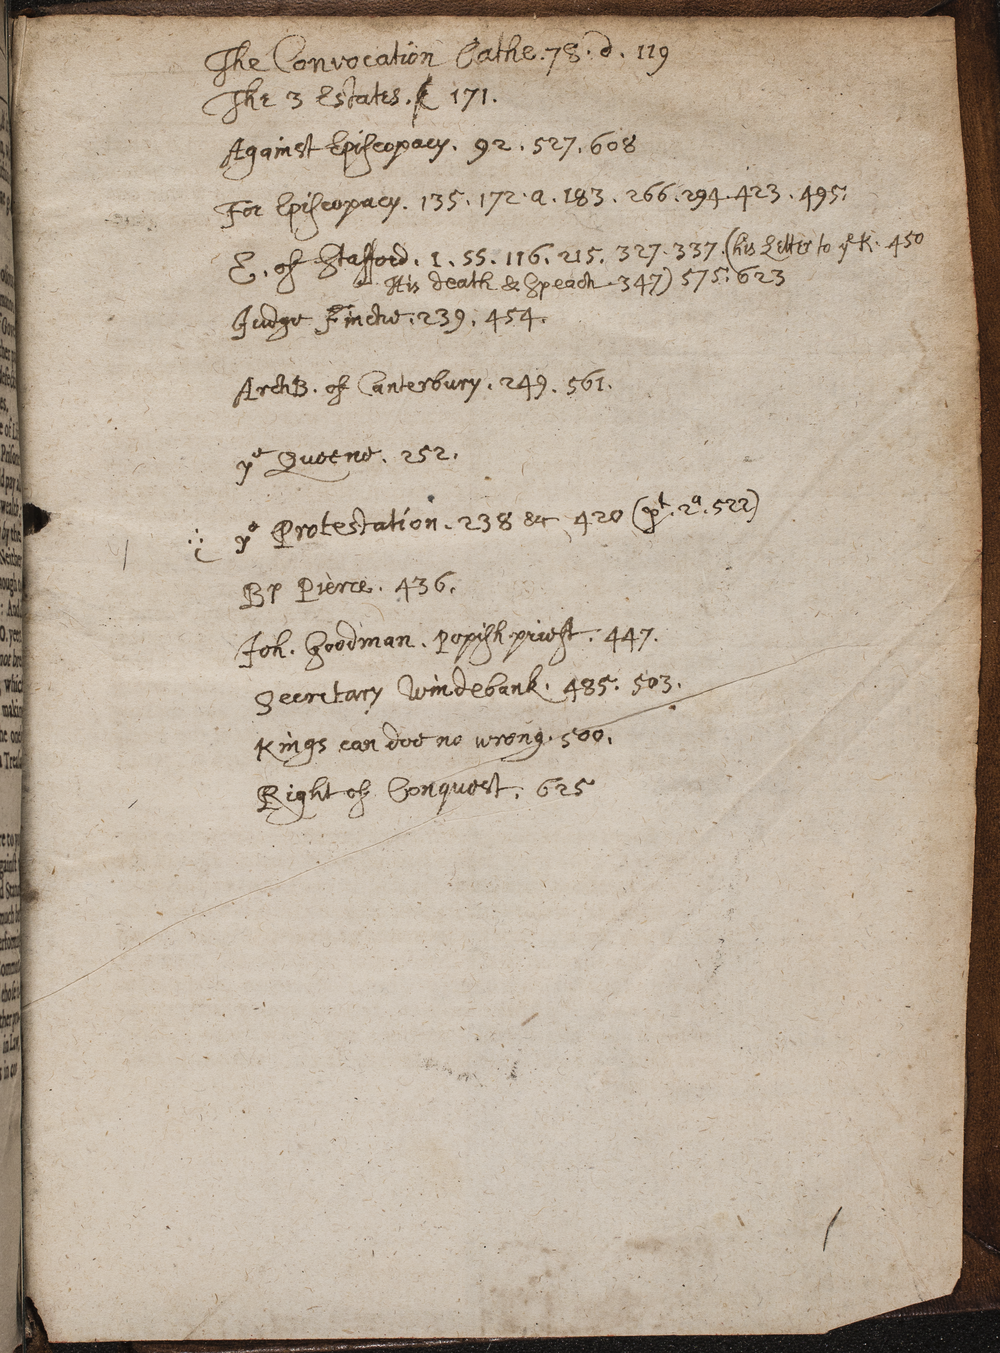 The Convocation Oathe. 78. d. 119
The 3 Estates. 171.
Against Episcopacy. 92. 527. 608
For Episcopacy. 135. 172. a. 183. 266. 294. 423. 495.
E. of Stafford. 1. 55. 116. 215. 327. 337. (his Letter to yͤ K. 450
His death & Speach 347) 575. 623
Judge Finche. 239. 454.
ArchB. of Canterbury. 249. 561.
yͤ Queene. 252.
yͤ Protestation. 238 &c 420 (pᵗ. 2ᵃ. 522)
Bp Pierce. 436.
Joh. Goodman. Popish priest. 447.
Secretary Windebank. 485. 503.
Kings can doe no wrong. 500.
Right of Conquest. 625